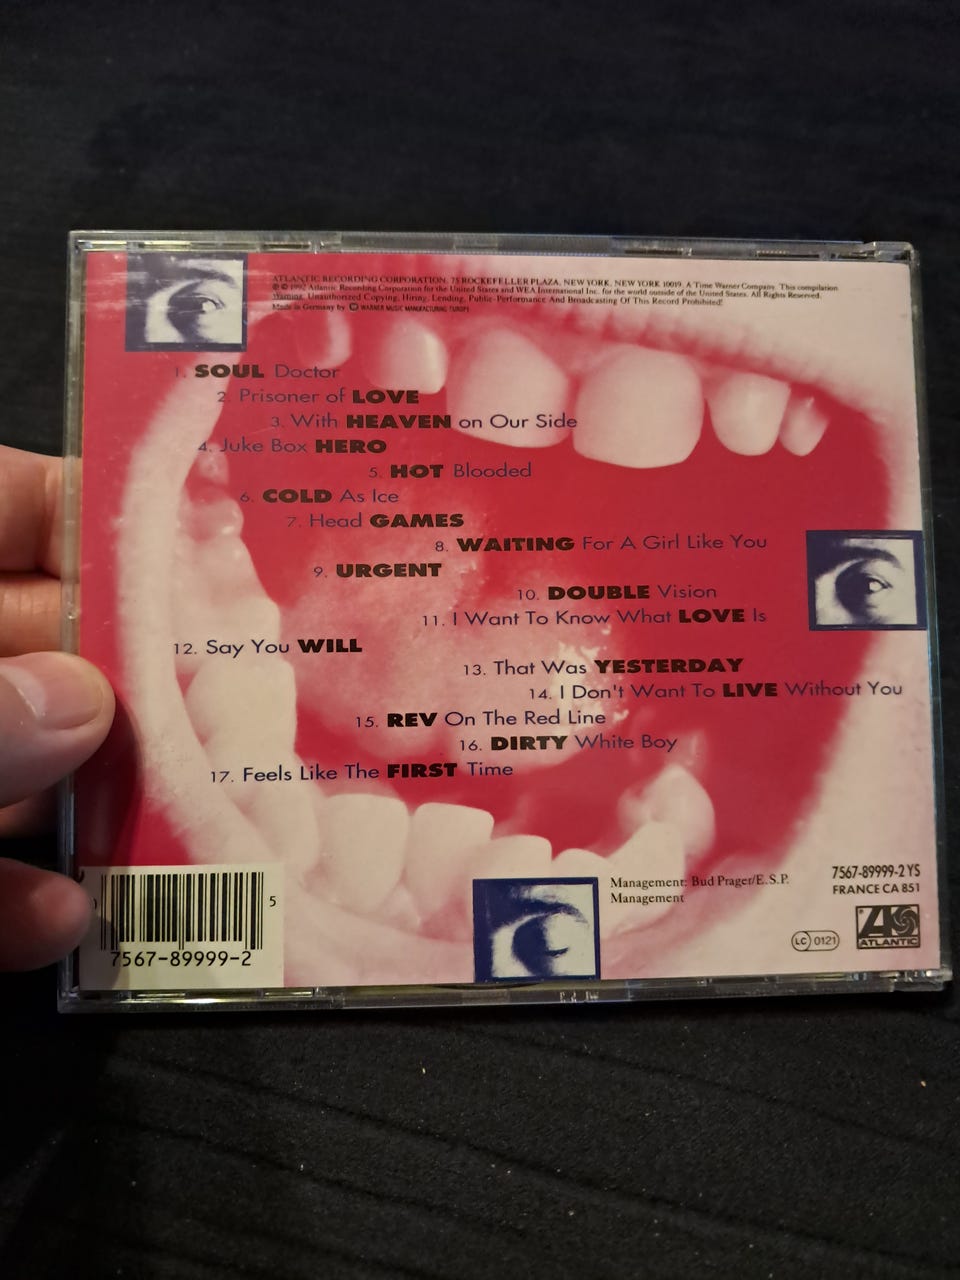 ATLANTIC RECORDING CORPORATION, 75 ROCKEFELLER PLAZA, NEW YORK, NEW YORK 10019. A Time Warner Company. This compilation
℗ © 1992 Atlantic Recording Corporation for the United States and WEA International Inc. for the world outside of the United States. All Rights Reserved.
Warning: Unauthorized Copying, Hiring, Lending, Public-Performance And Broadcasting Of This Record Prohibited!
Made in Germany by WARNER MUSIC MANUFACTURING EUROPE
1. SOUL Doctor
2. Prisoner of LOVE
3. With HEAVEN on Our Side
4. Juke Box HERO
5. HOT Blooded
6. COLD As Ice
7. Head GAMES
8. WAITING For A Girl Like You
9. URGENT
10. DOUBLE Vision
11. I Want To Know What LOVE Is
12. Say You WILL
13. That Was YESTERDAY
14. I Don't Want To LIVE Without You
15. REV On The Red Line
16. DIRTY White Boy
17. Feels Like The FIRST Time
5
7567-89999-2
Management: Bud Prager/E.S.P.
Management
7567-89999-2 YS
FRANCE CA 851
LC 0121
ATLANTIC